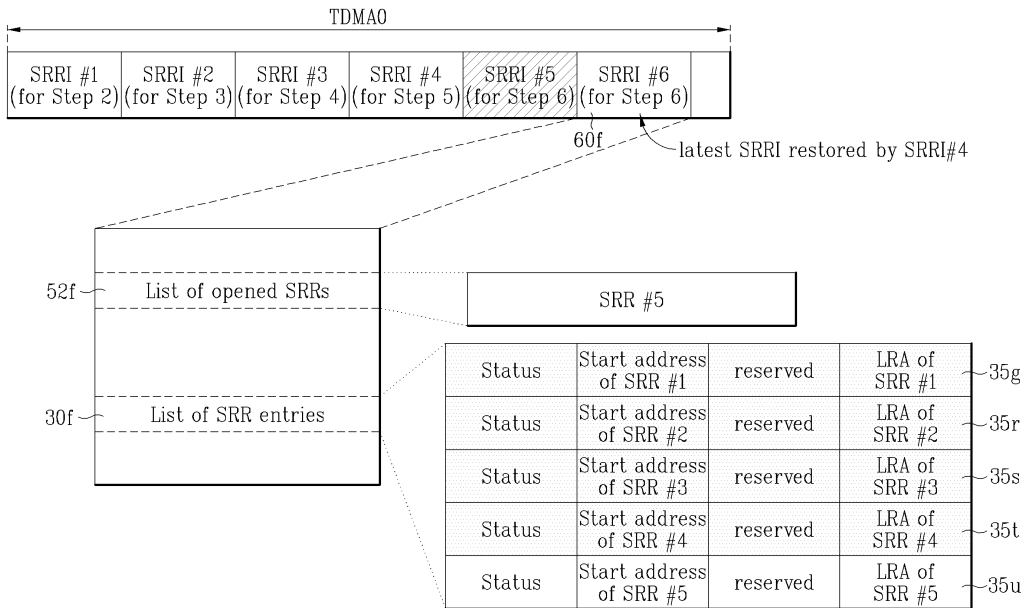 TDMA0
SRRI #1
(for Step 2)
SRRI #2
(for Step 3)
SRRI #3
(for Step 4)
SRRI #4
(for Step 5)
SRRI #5
(for Step 6)
SRRI #6
(for Step 6)
60f
latest SRRI restored by SRRI#4
52f
List of opened SRRs
SRR #5
30f
List of SRR entries
Status
Start address
of SRR #1
reserved
LRA of
SRR #1
35g
Status
Start address
of SRR #2
reserved
LRA of
SRR #2
35r
Status
Start address
of SRR #3
reserved
LRA of
SRR #3
35s
Status
Start address
of SRR #4
reserved
LRA of
SRR #4
35t
Status
Start address
of SRR #5
reserved
LRA of
SRR #5
35u